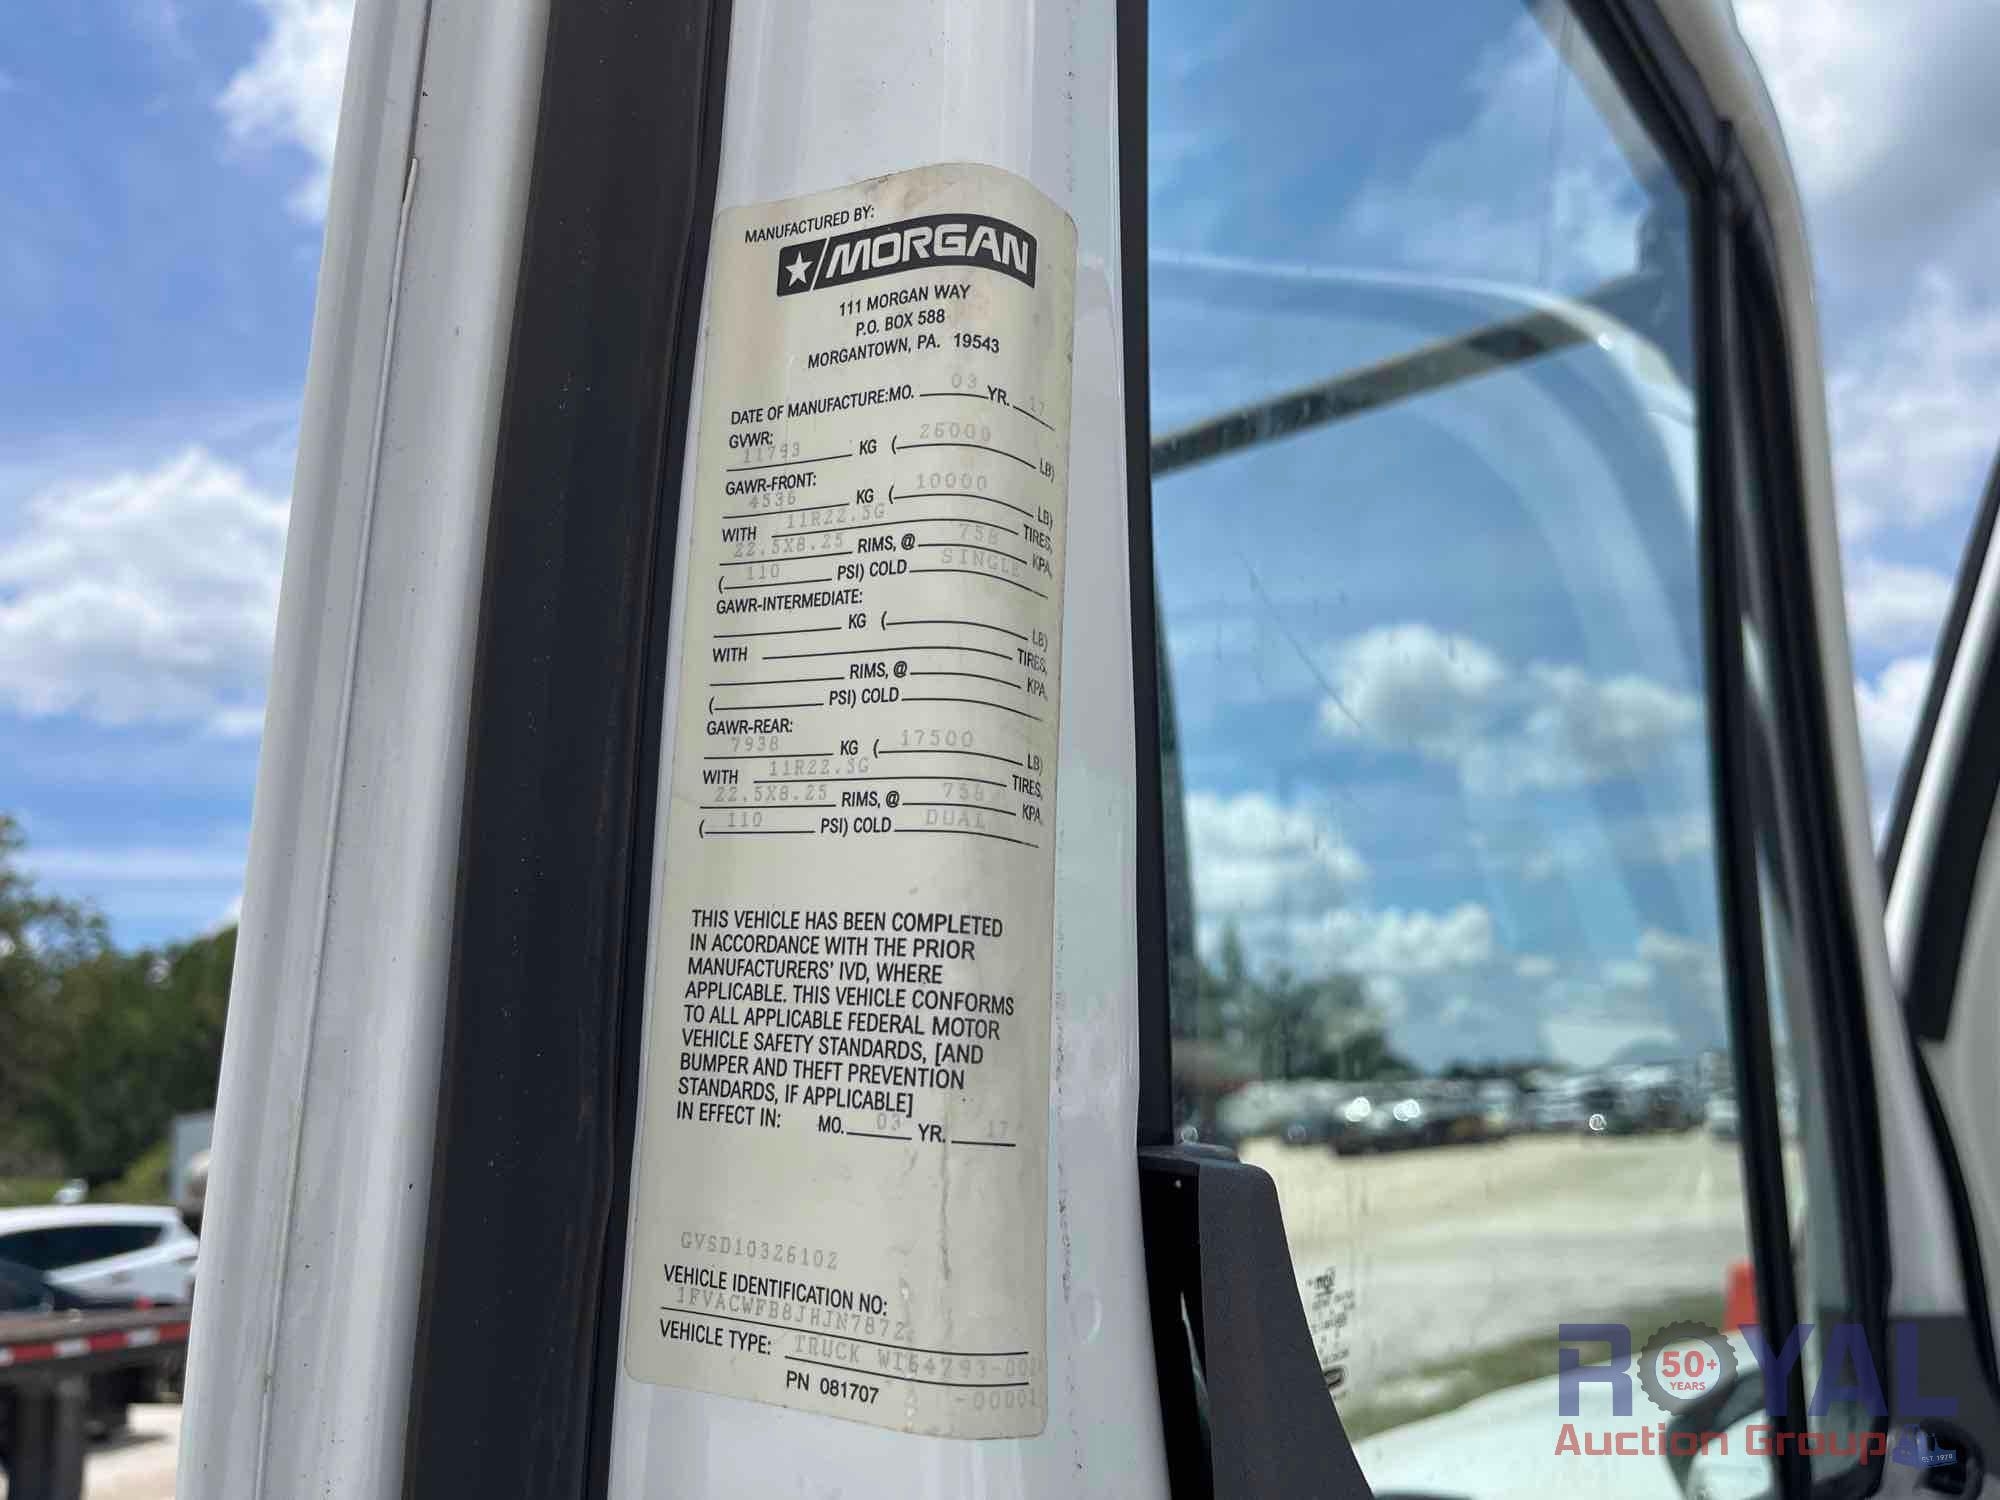 MANUFACTURED BY:
MORGAN
111 MORGAN WAY
P.O. BOX 588
MORGANTOWN, PA. 19543
DATE OF MANUFACTURE:MO. 03 YR. 17
GVWR:
11793 KG ( 26000 LB)
GAWR-FRONT:
4536 KG ( 10000 LB)
WITH 11R22.5G TIRES,
22.5X8.25 RIMS, @ 758 KPA,
( 110 PSI) COLD SINGLE
GAWR-INTERMEDIATE:
KG ( LB)
WITH TIRES,
RIMS, @ KPA,
( PSI) COLD
GAWR-REAR:
7938 KG ( 17500 LB)
WITH 11R22.5G TIRES,
22.5X8.25 RIMS, @ 758 KPA,
( 110 PSI) COLD DUAL
THIS VEHICLE HAS BEEN COMPLETED
IN ACCORDANCE WITH THE PRIOR
MANUFACTURERS' IVD, WHERE
APPLICABLE. THIS VEHICLE CONFORMS
TO ALL APPLICABLE FEDERAL MOTOR
VEHICLE SAFETY STANDARDS, [AND
BUMPER AND THEFT PREVENTION
STANDARDS, IF APPLICABLE]
IN EFFECT IN: MO. 03 YR. 17
GVSD10326102
VEHICLE IDENTIFICATION NO:
1FVACWFB8JHJN7872
VEHICLE TYPE: TRUCK
PN 081707
ROYAL
50+
YEARS
Auction Group
EST. 1970